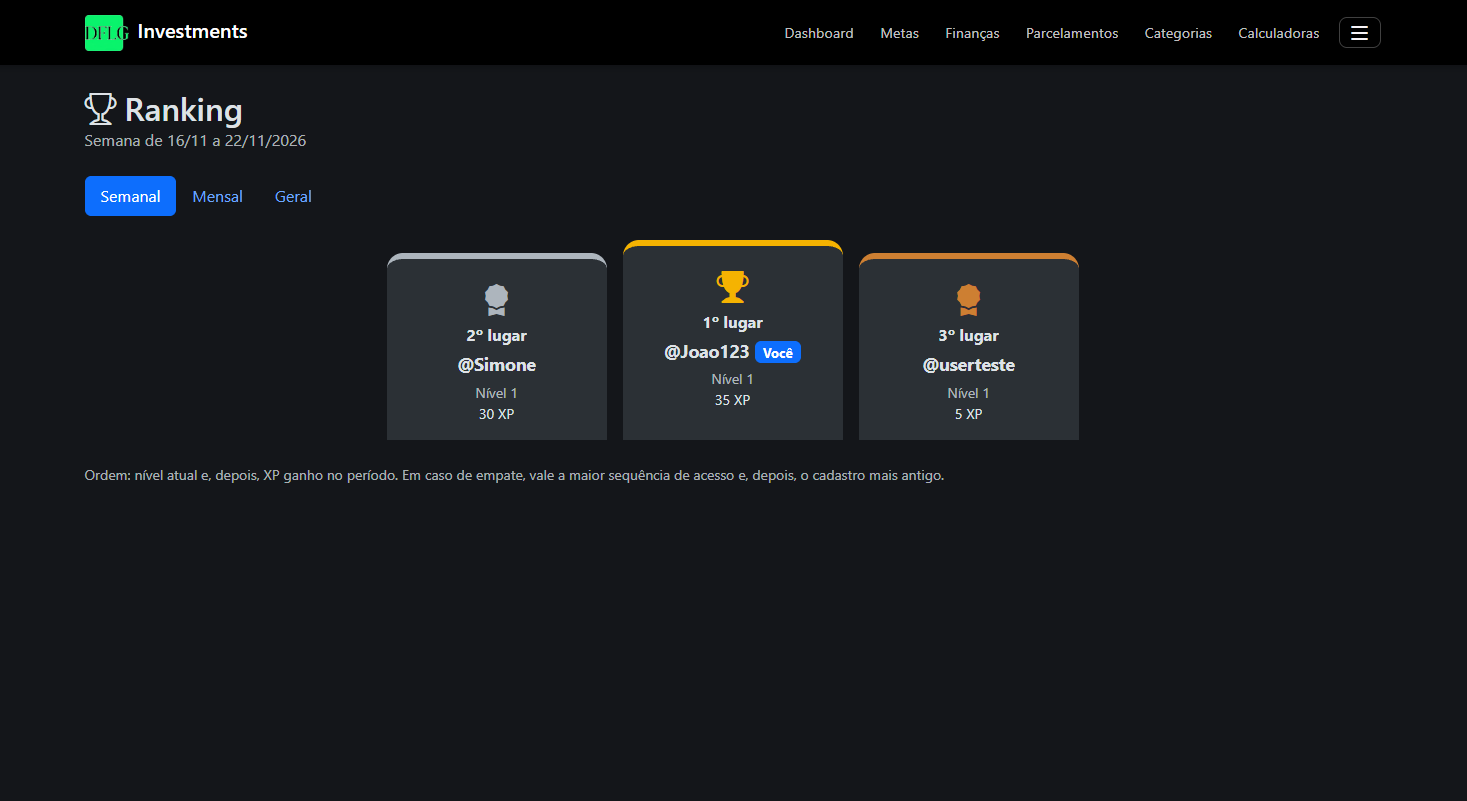 DFLG Investments
Dashboard Metas Finanças Parcelamentos Categorias Calculadoras
Ranking
Semana de 16/11 a 22/11/2026
Semanal Mensal Geral
2º lugar
@Simone
Nível 1
30 XP
1º lugar
@Joao123 Você
Nível 1
35 XP
3º lugar
@userteste
Nível 1
5 XP
Ordem: nível atual e, depois, XP ganho no período. Em caso de empate, vale a maior sequência de acesso e, depois, o cadastro mais antigo.